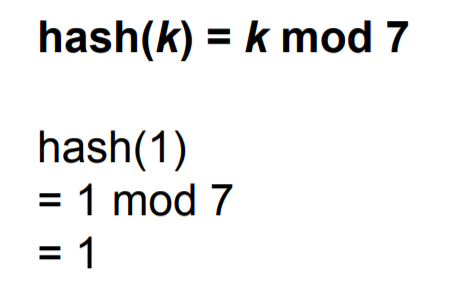 hash(k) = k mod 7
hash(1)
= 1 mod 7
= 1